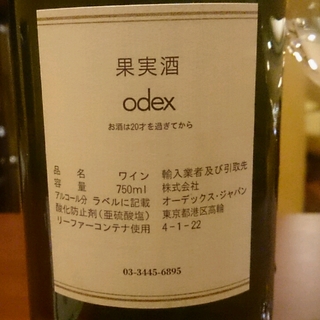 果実酒
odex
お酒は20才を過ぎてから
品名 ワイン
容量 750ml
アルコール分 ラベルに記載
酸化防止剤(亜硫酸塩)
リーファーコンテナ使用
輸入業者及び引取先
株式会社
オーデックス・ジャパン
東京都港区高輪
4-1-22
03-3445-6895